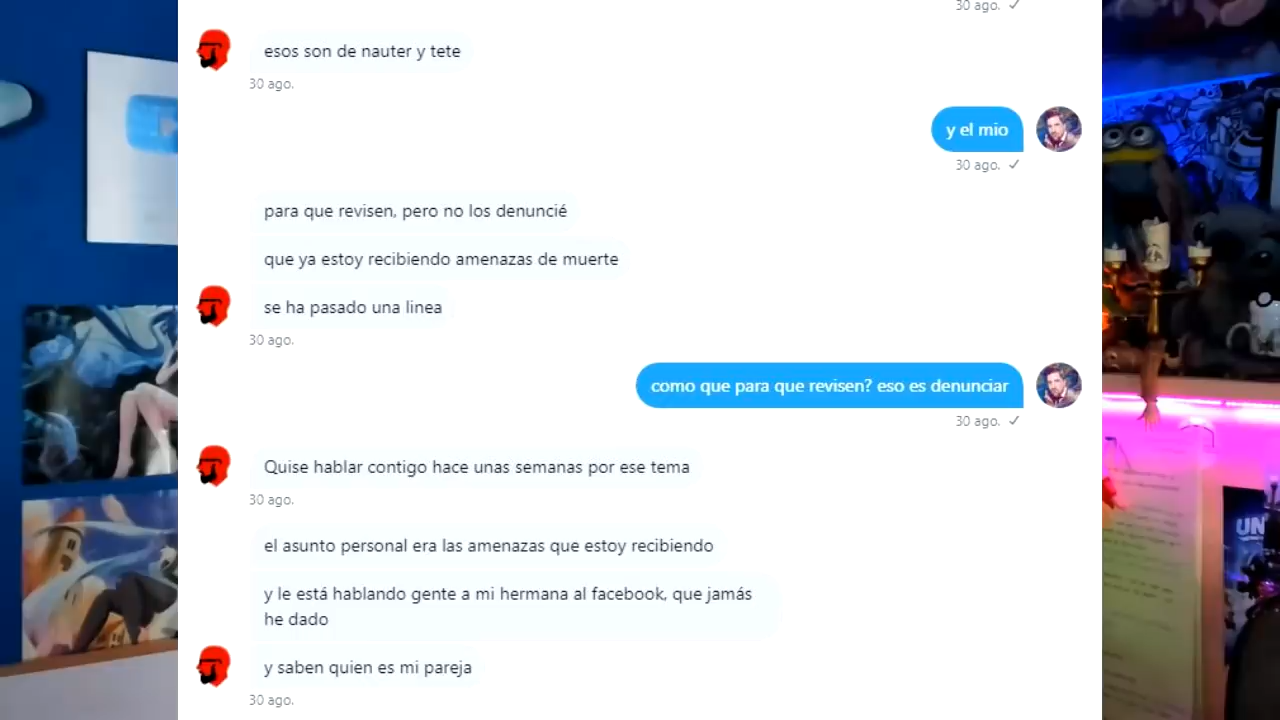 30 ago. ✓
esos son de nauter y tete
30 ago.
y el mio
30 ago. ✓
para que revisen, pero no los denuncié
que ya estoy recibiendo amenazas de muerte
se ha pasado una linea
30 ago.
como que para que revisen? eso es denunciar
30 ago. ✓
Quise hablar contigo hace unas semanas por ese tema
30 ago.
el asunto personal era las amenazas que estoy recibiendo
y le está hablando gente a mi hermana al facebook, que jamás
he dado
y saben quien es mi pareja
30 ago.
UN